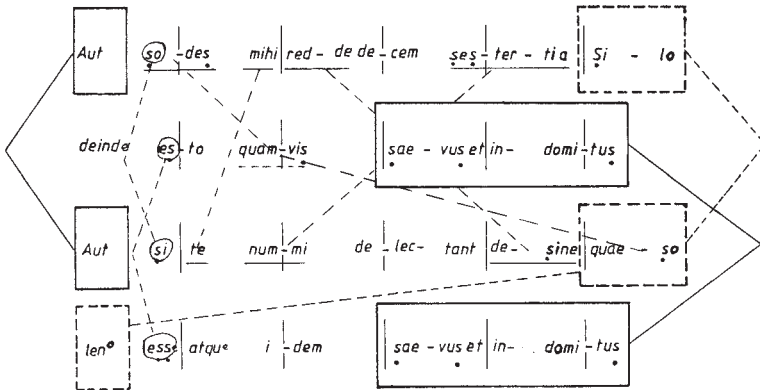 Aut so - des mihi red - de de - cem ses - ter - tia Si - lo
deinde es - to quam - vis sae - vus et in - domi - tus
Aut si te num - mi de - lec - tant de - sine quae - so
leno esse atque i - dem sae - vus et in - domi - tus